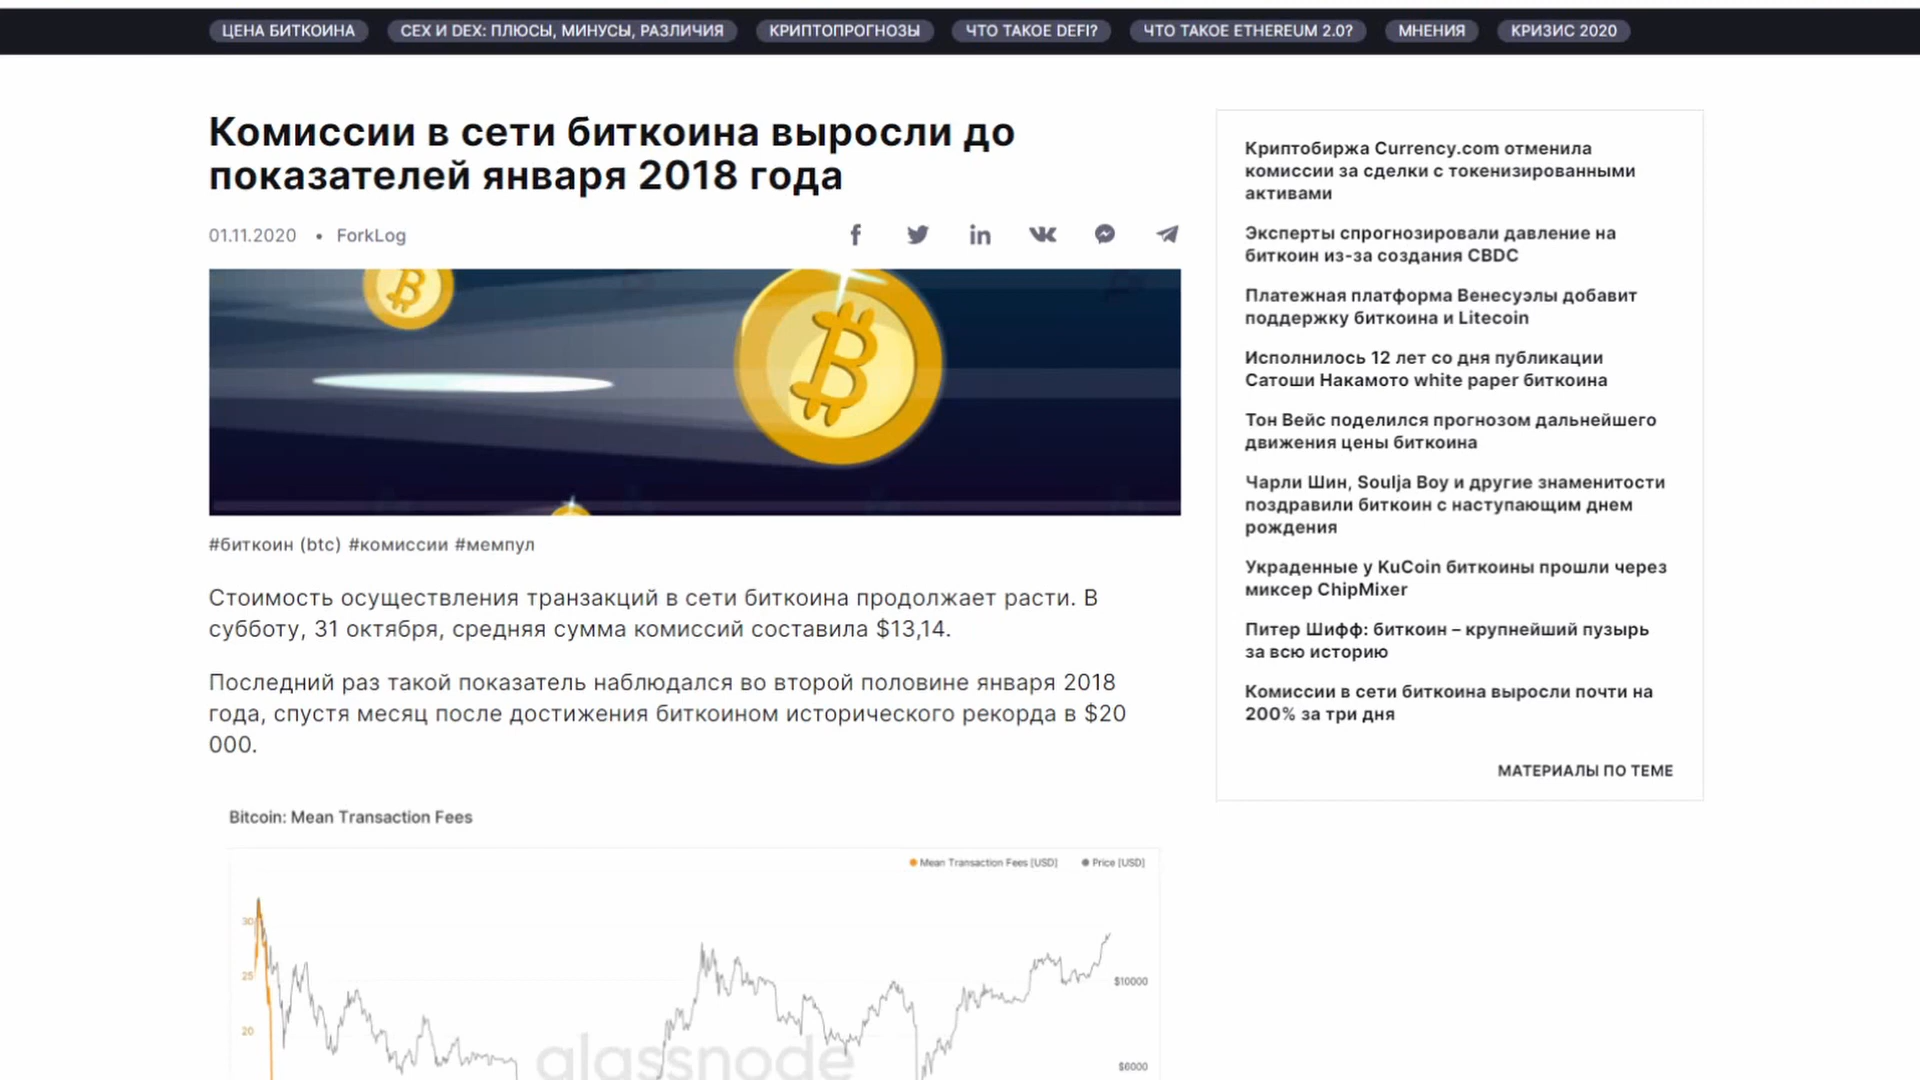 ЦЕНА БИТКОИНА
CEX И DEX: ПЛЮСЫ, МИНУСЫ, РАЗЛИЧИЯ
КРИПТОПРОГНОЗЫ
ЧТО ТАКОЕ DEFI?
ЧТО ТАКОЕ ETHEREUM 2.0?
МНЕНИЯ
КРИЗИС 2020
Комиссии в сети биткоина выросли до
показателей января 2018 года
01.11.2020 • ForkLog
#биткоин (btc) #комиссии #мемпул
Стоимость осуществления транзакций в сети биткоина продолжает расти. В
субботу, 31 октября, средняя сумма комиссий составила $13,14.
Последний раз такой показатель наблюдался во второй половине января 2018
года, спустя месяц после достижения биткоином исторического рекорда в $20
000.
Bitcoin: Mean Transaction Fees
Mean Transaction Fees [USD]
Price [USD]
30
25
20
$10000
$6000
glassnode
Криптобиржа Currency.com отменила
комиссии за сделки с токенизированными
активами
Эксперты спрогнозировали давление на
биткоин из-за создания CBDC
Платежная платформа Венесуэлы добавит
поддержку биткоина и Litecoin
Исполнилось 12 лет со дня публикации
Сатоши Накамото white paper биткоина
Тон Вейс поделился прогнозом дальнейшего
движения цены биткоина
Чарли Шин, Soulja Boy и другие знаменитости
поздравили биткоин с наступающим днем
рождения
Украденные у KuCoin биткоины прошли через
миксер ChipMixer
Питер Шифф: биткоин – крупнейший пузырь
за всю историю
Комиссии в сети биткоина выросли почти на
200% за три дня
МАТЕРИАЛЫ ПО ТЕМЕ